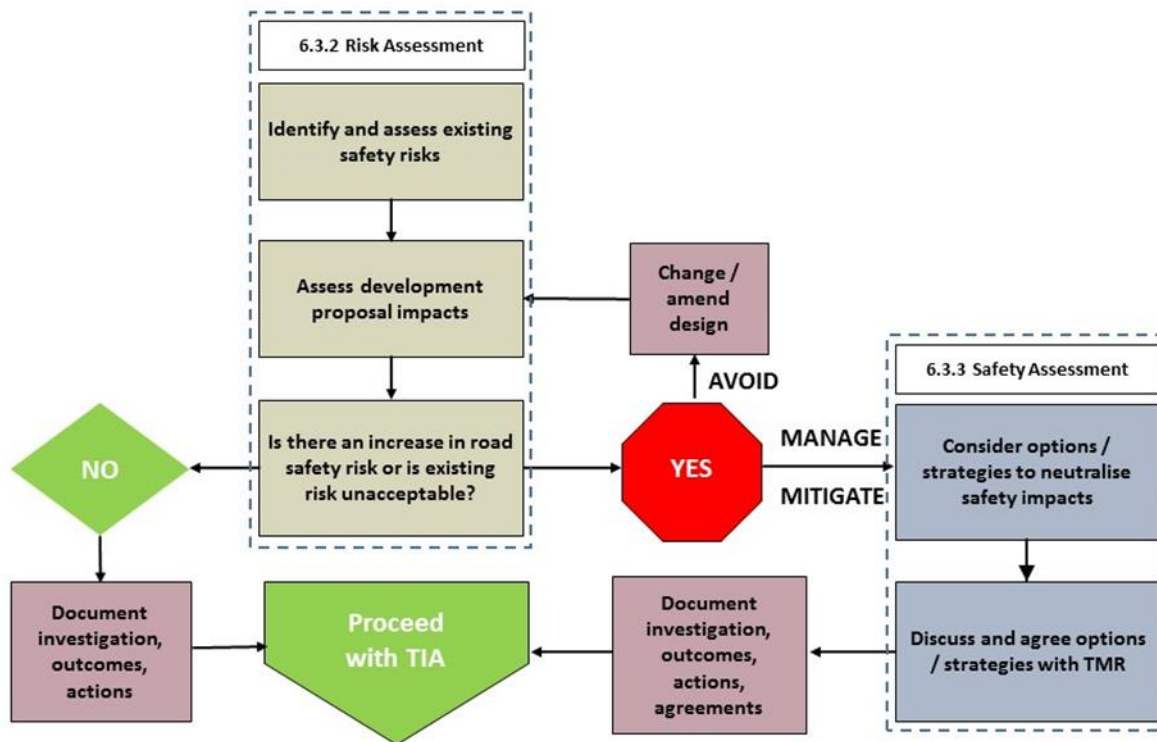 6.3.2 Risk Assessment
Identify and assess existing
safety risks
Assess development
proposal impacts
Change /
amend
design
AVOID
6.3.3 Safety Assessment
Is there an increase in road
safety risk or is existing
risk unacceptable?
NO
YES
MANAGE
MITIGATE
Consider options /
strategies to neutralise
safety impacts
Document
investigation,
outcomes,
actions
Proceed
with TIA
Document
investigation,
outcomes,
actions,
agreements
Discuss and agree options
/ strategies with TMR